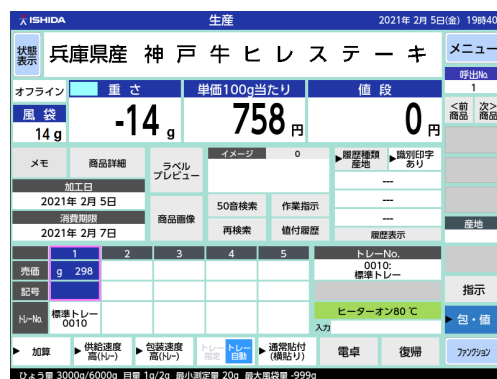 ISHIDA 生産 2021年 2月 5日(金) 19時40
状態表示 兵庫県産 神戸牛ヒレステーキ メニュー
呼出No.
1
オフライン 重さ 単価100g当たり 値段
<前商品 次>商品
風袋 14 g -14 g 758 円 0 円
メモ 商品詳細 ラベルプレビュー イメージ 0 ▶履歴種類 産地 ▶識別印字 あり
---
加工日
2021年 2月 5日 商品画像 50音検索 作業指示 ---
消費期限
2021年 2月 7日 再検索 値付履歴 ---
履歴表示
産地
1 2 3 4 5 トレーNo.
売価 g 298 0010:
標準トレー
記号 指示
トレーNo. 標準トレー 0010 ヒーターオン80℃
入力
▶ 包・値
▶ 加算 ▶ 供給速度 高(トレー) ▶ 包装速度 高(トレー) トレー指定 トレー自動 ▶ 通常貼付 (横貼り) 電卓 復帰 ファンクション
ひょう量 3000g/6000g 目量 1g/2g 最小測定量 20g 最大風袋量 -999g